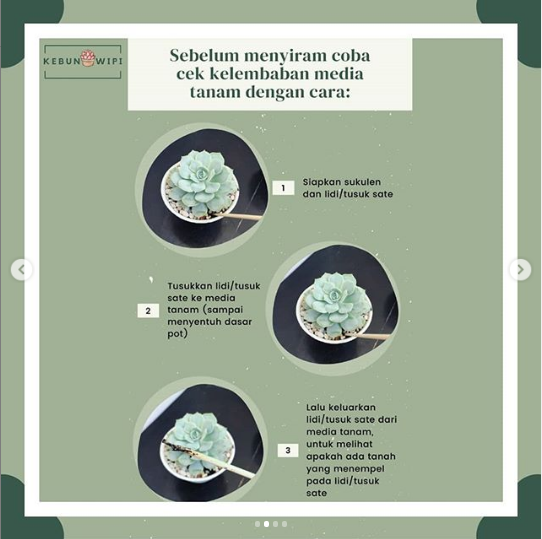 KEBUN WIPI
Sebelum menyiram coba
cek kelembaban media
tanam dengan cara:
1
Siapkan sukulen
dan lidi/tusuk sate
2
Tusukkan lidi/tusuk
sate ke media
tanam (sampai
menyentuh dasar
pot)
3
Lalu keluarkan
lidi/tusuk sate dari
media tanam,
untuk melihat
apakah ada tanah
yang menempel
pada lidi/tusuk
sate